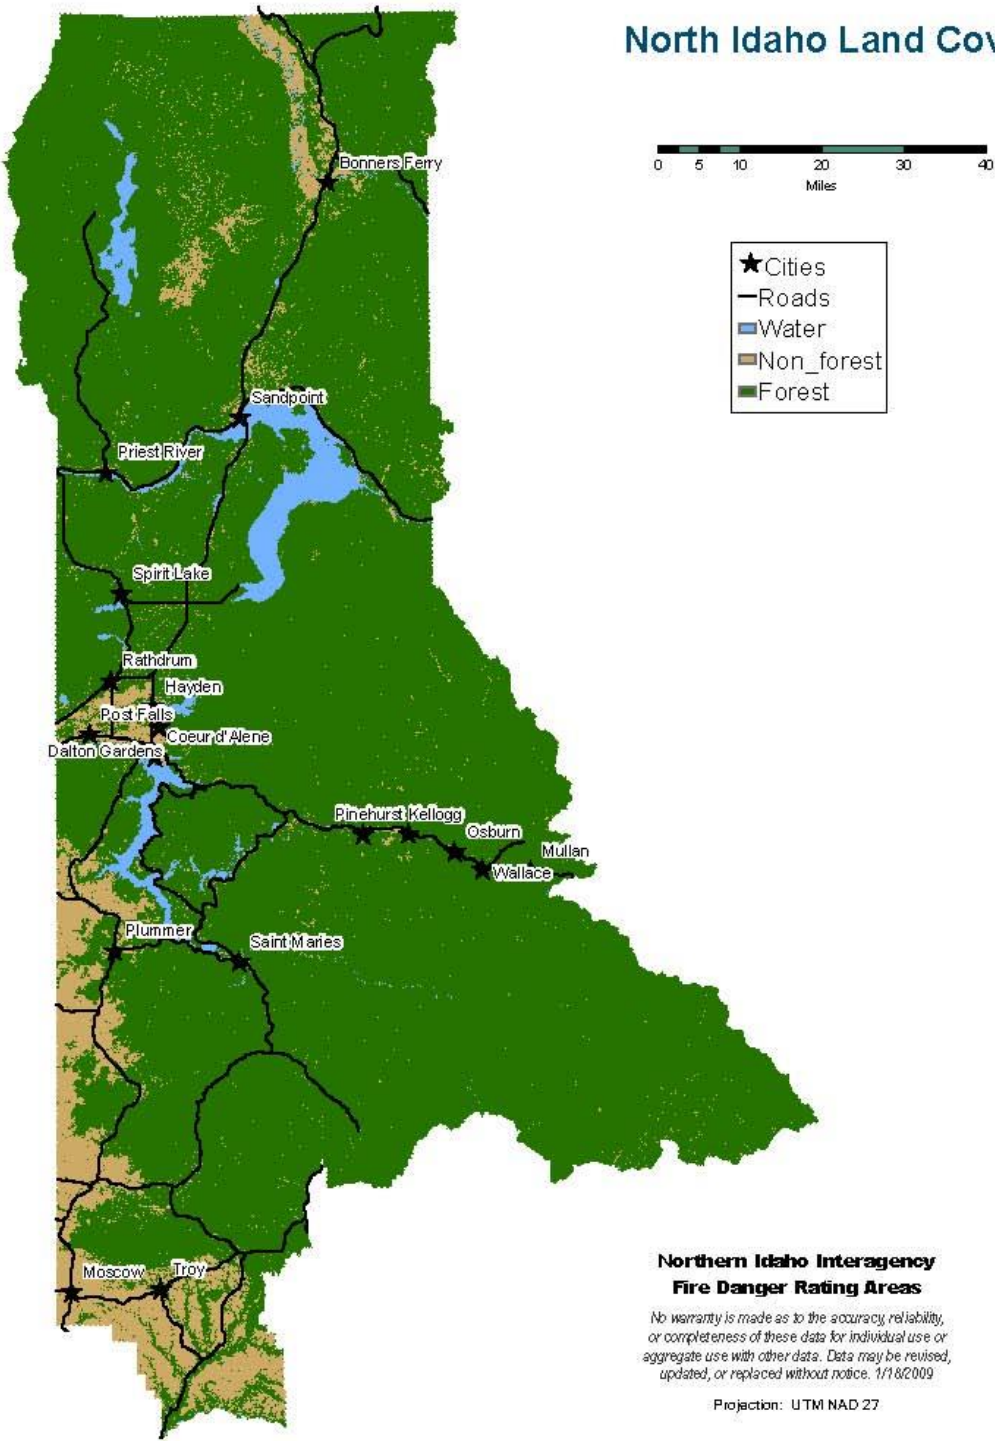 North Idaho Land Cov
0 5 10 20 30 40
Miles
Cities
Roads
Water
Non_forest
Forest
Bonners Ferry
Sandpoint
Priest River
Spirit Lake
Rathdrum
Hayden
Post Falls
Coeur d'Alene
Dalton Gardens
Pinehurst Kellogg
Osburn
Mullan
Wallace
Plummer
Saint Maries
Moscow
Troy
Northern Idaho Interagency
Fire Danger Rating Areas
No warranty is made as to the accuracy, reliability,
or completeness of these data for individual use or
aggregate use with other data. Data may be revised,
updated, or replaced without notice. 1/18/2009
Projection: UTM NAD 27